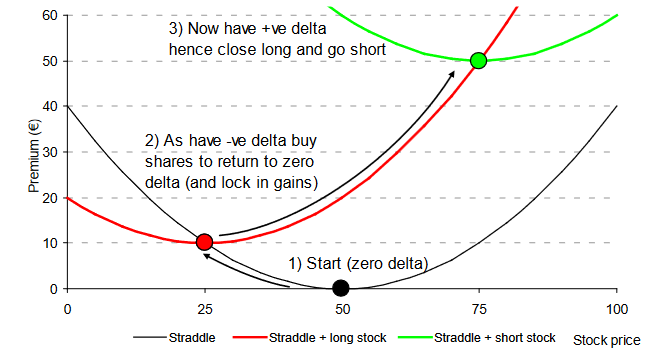 60
50
40
30
20
10
0
Premium (€)
3) Now have +ve delta
hence close long and go short
2) As have -ve delta buy
shares to return to zero
delta (and lock in gains)
1) Start (zero delta)
0
25
50
75
100
Straddle
Straddle + long stock
Straddle + short stock
Stock price